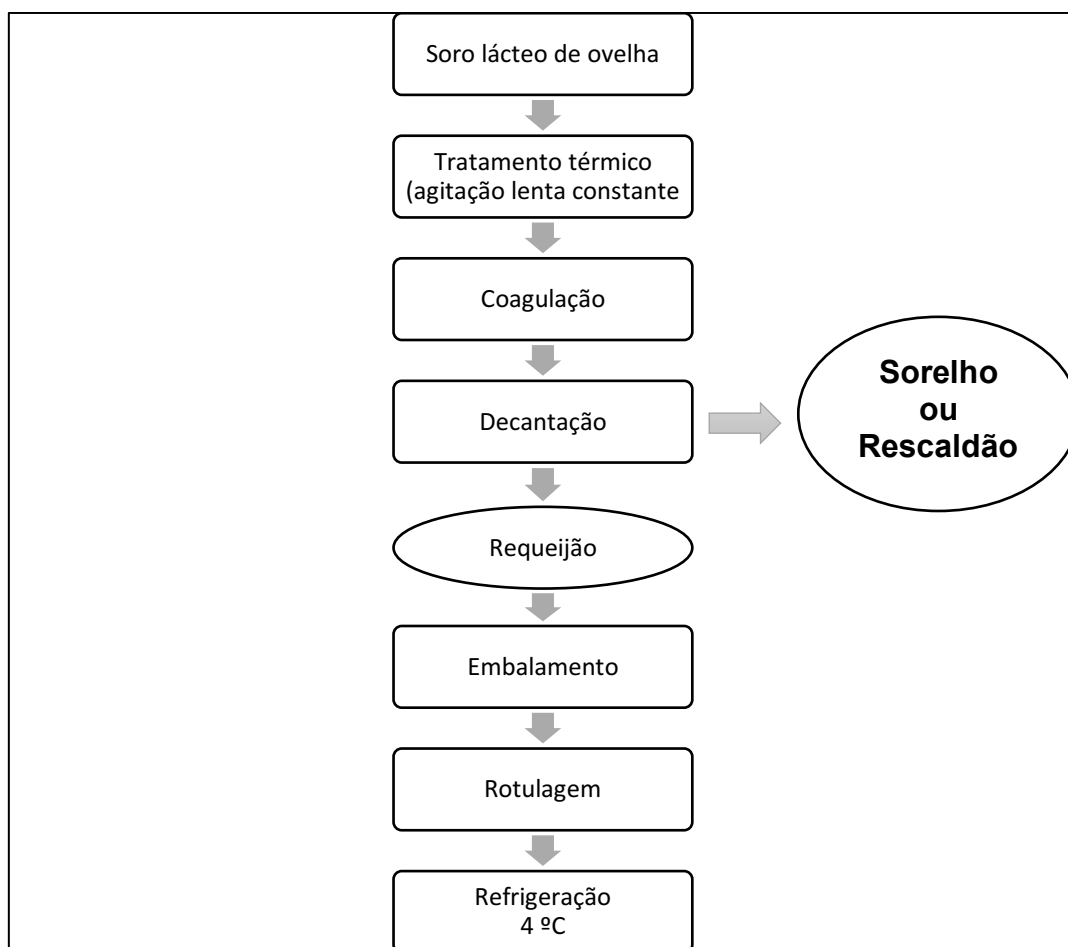 Soro lácteo de ovelha
Tratamento térmico
(agitação lenta constante
Coagulação
Decantação
Sorelho
ou
Rescaldão
Requeijão
Embalamento
Rotulagem
Refrigeração
4 ºC